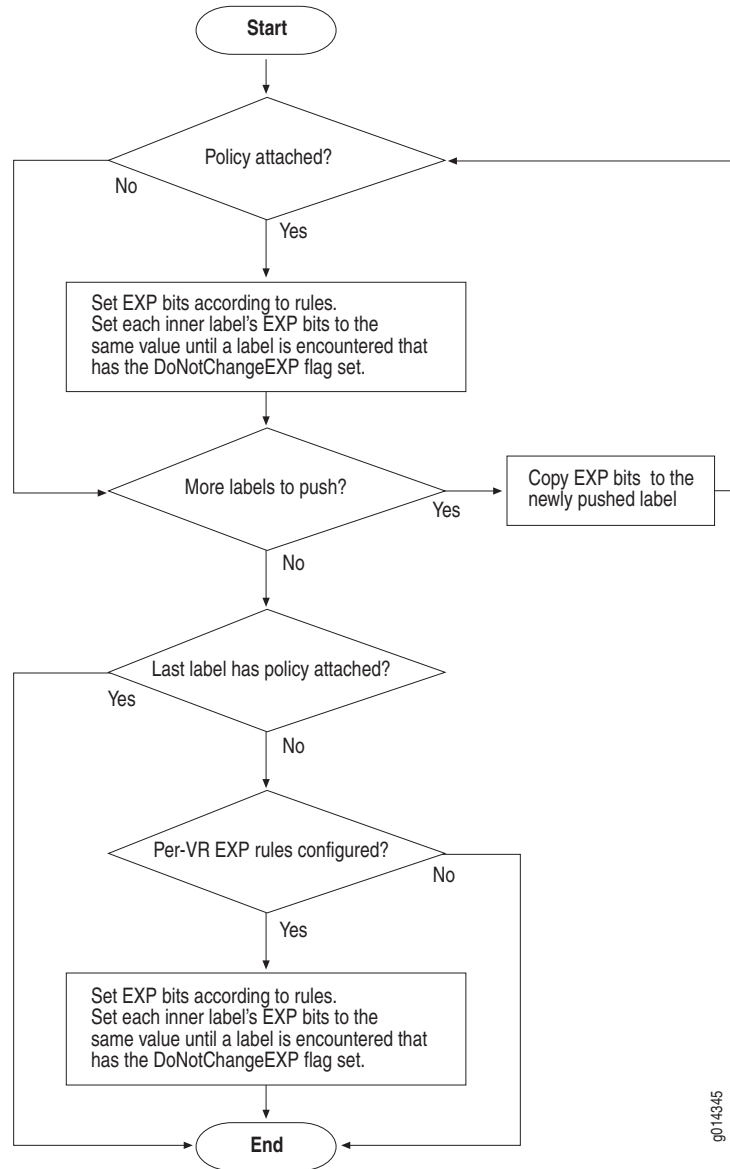 Start
Policy attached?
No
Yes
Set EXP bits according to rules.
Set each inner label's EXP bits to the
same value until a label is encountered that
has the DoNotChangeEXP flag set.
More labels to push?
Yes
Copy EXP bits to the
newly pushed label
No
Last label has policy attached?
Yes
No
Per-VR EXP rules configured?
No
Yes
Set EXP bits according to rules.
Set each inner label's EXP bits to the
same value until a label is encountered that
has the DoNotChangeEXP flag set.
End
g014345